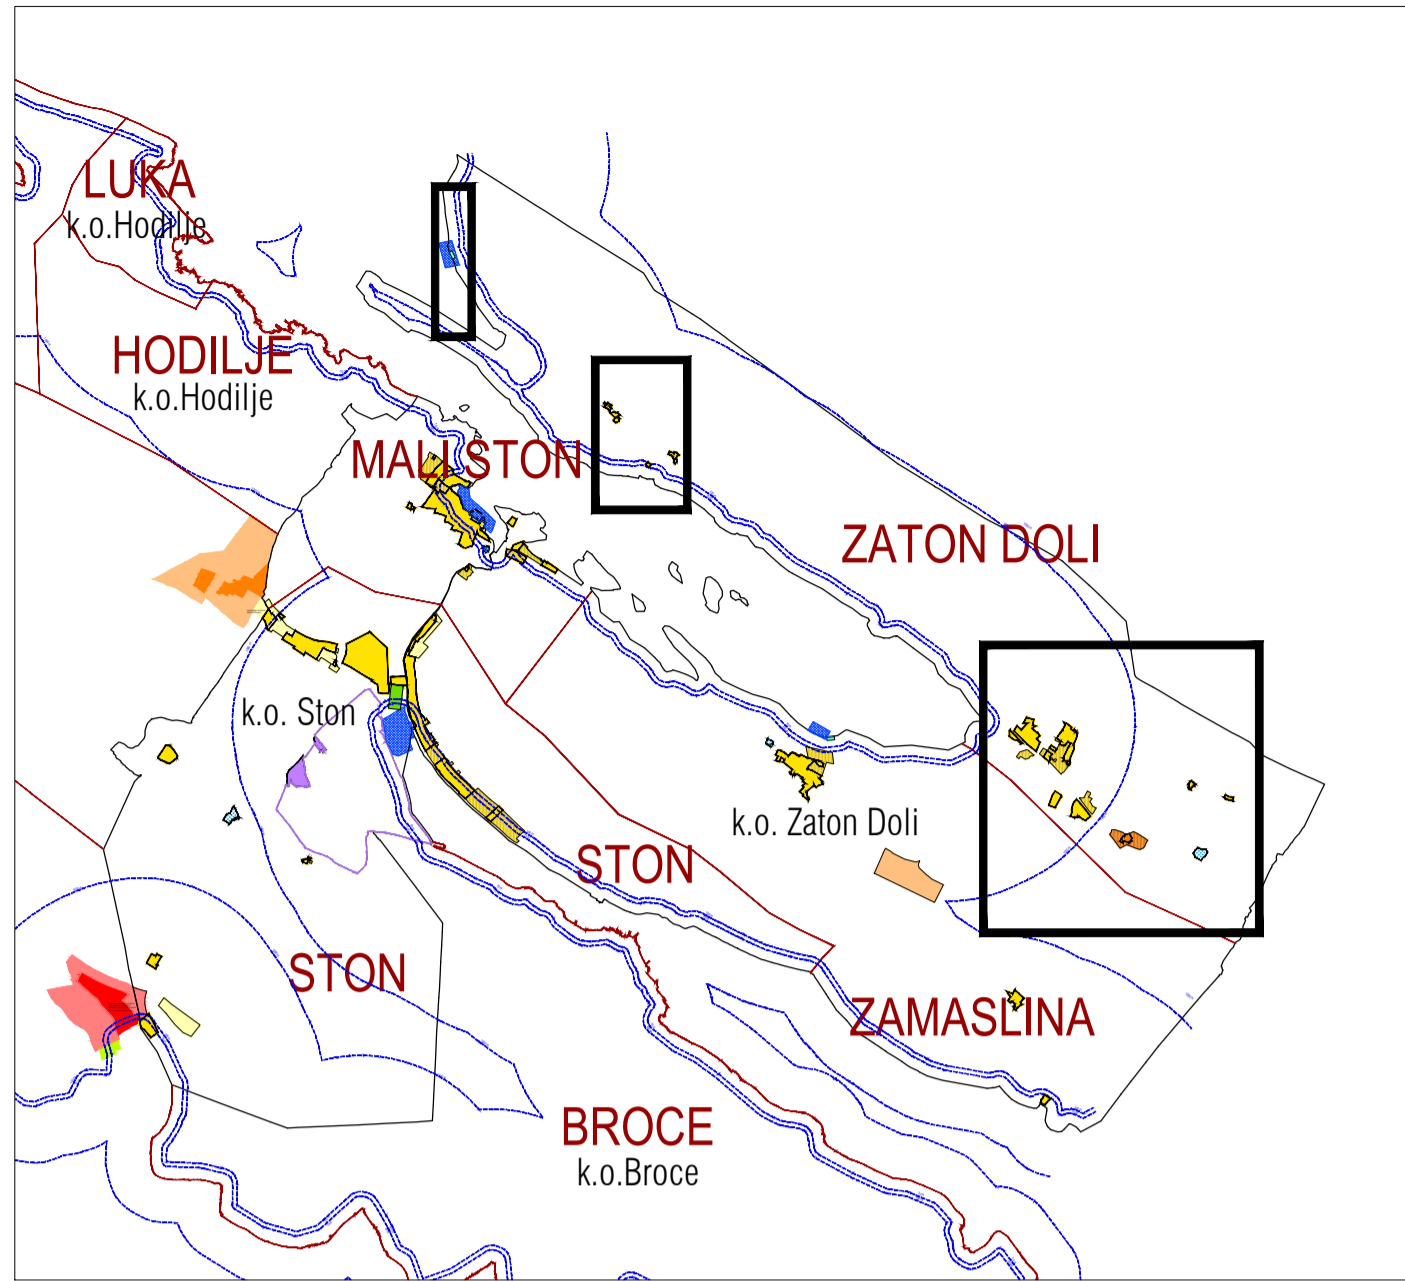 LUKA
k.o.Hodilje
HODILJE
k.o.Hodilje
MALI STON
ZATON DOLI
k.o. Ston
k.o. Zaton Doli
STON
STON
ZAMASLINA
BROCE
k.o.Broce